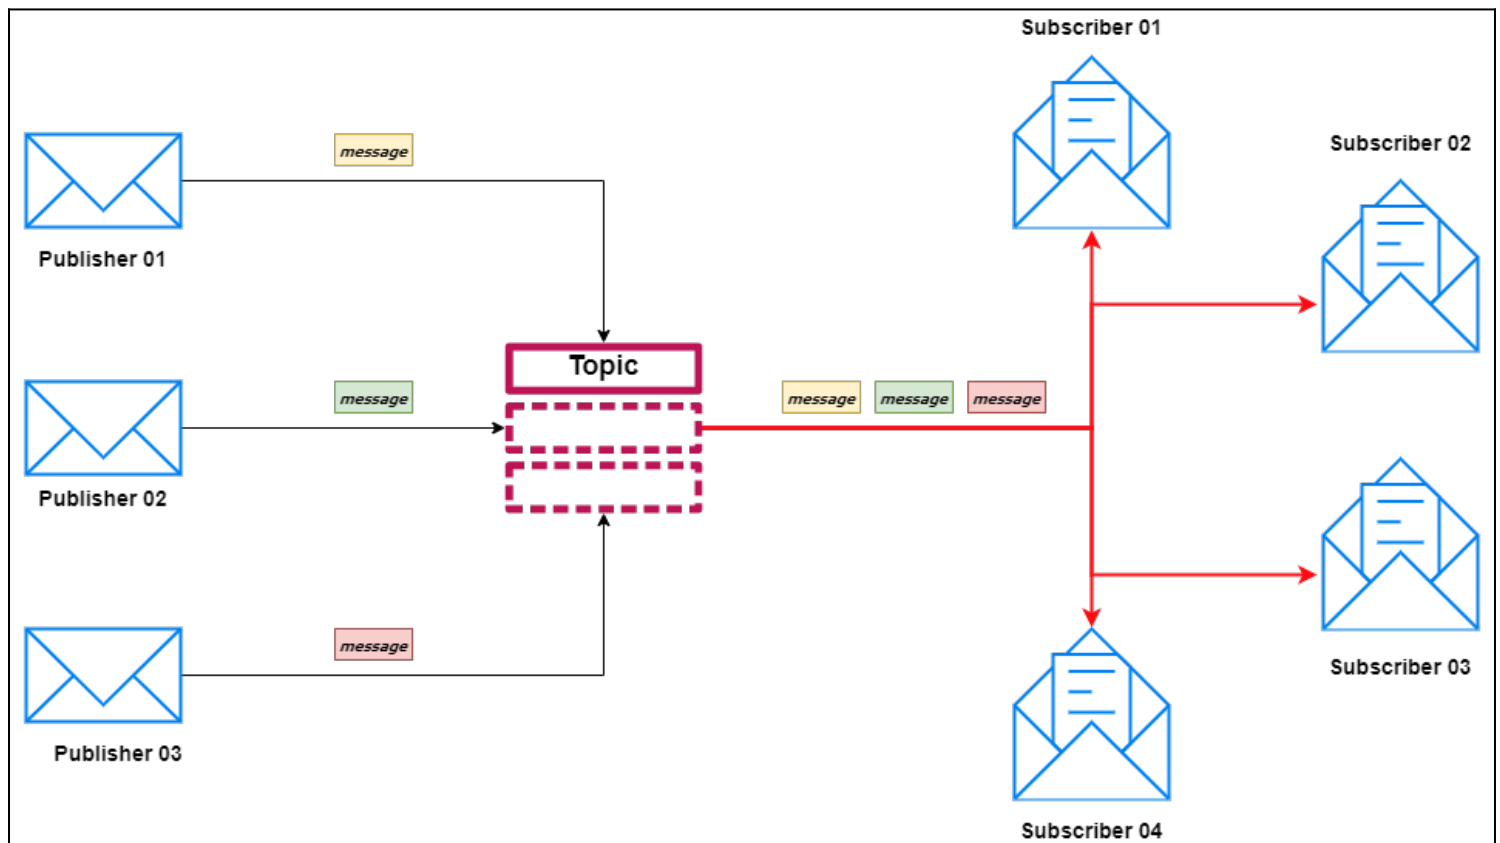 Subscriber 01
message
Subscriber 02
Publisher 01
Topic
message
message
message
message
Publisher 02
message
Subscriber 03
Publisher 03
Subscriber 04